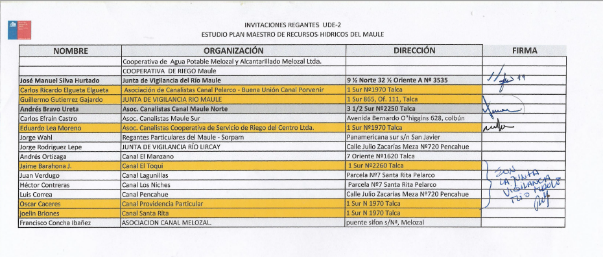 INVITACIONES REGANTES UDE-2
ESTUDIO PLAN MAESTRO DE RECURSOS HIDRICOS DEL MAULE
NOMBRE ORGANIZACIÓN DIRECCIÓN FIRMA
Cooperativa de Agua Potable Melozal y Alcantarillado Melozal Ltda.
COOPERATIVA DE RIEGO Maule
José Manuel Silva Hurtado Junta de Vigilancia del Río Maule 9 ½ Norte 32 ½ Oriente A Nº 3535
Carlos Ricardo Elgueta Elgueta Asociación de Canalistas Canal Pelarco - Buena Unión Canal Porvenir 1 Sur Nº1970 Talca
Guillermo Gutierrez Gajardo JUNTA DE VIGILANCIA RIO MAULE 1 Sur 865, Of. 111, Talca
Andrés Bravo Ureta Asoc. Canalistas Canal Maule Norte 3 1/2 Sur Nº2250 Talca
Carlos Efrain Castro Asoc. Canalistas Maule Sur Avenida Bernardo O'higgins 628, colbún
Eduardo Lea Moreno Asoc. Canalistas Cooperativa de Servicio de Riego del Centro Ltda. 1 Sur Nº1970 Talca
Jorge Wahl Regantes Particulares del Maule - Sorpam Panamericana sur s/n San Javier
Jorge Rodriguez Lepe JUNTA DE VIGILANCIA RÍO LIRCAY Calle Julio Zacarías Meza Nº720 Pencahue
Andrés Ortizaga Canal El Manzano 7 Oriente Nº1620 Talca
Jaime Barahona J. Canal El Toqui 1 Sur Nº2260 Talca
Juan Verdugo Canal Lagunillas Parcela Nº7 Santa Rita Pelarco
Héctor Contreras Canal Los Niches Parcela Nº7 Santa Rita Pelarco
Luis Correa Canal Pencahue Calle Julio Zacarías Meza Nº720 Pencahue
Oscar Caceres Canal Providencia Particular 1 Sur N 1970 Talca
Joelin Briones Canal Santa Rita 1 Sur N 1970 Talca
Francisco Concha Ibañez ASOCIACION CANAL MELOZAL. puente sifon s/Nº, Melozal
SON
LA JUNTA
VIGILANCIA
RIO MAULE